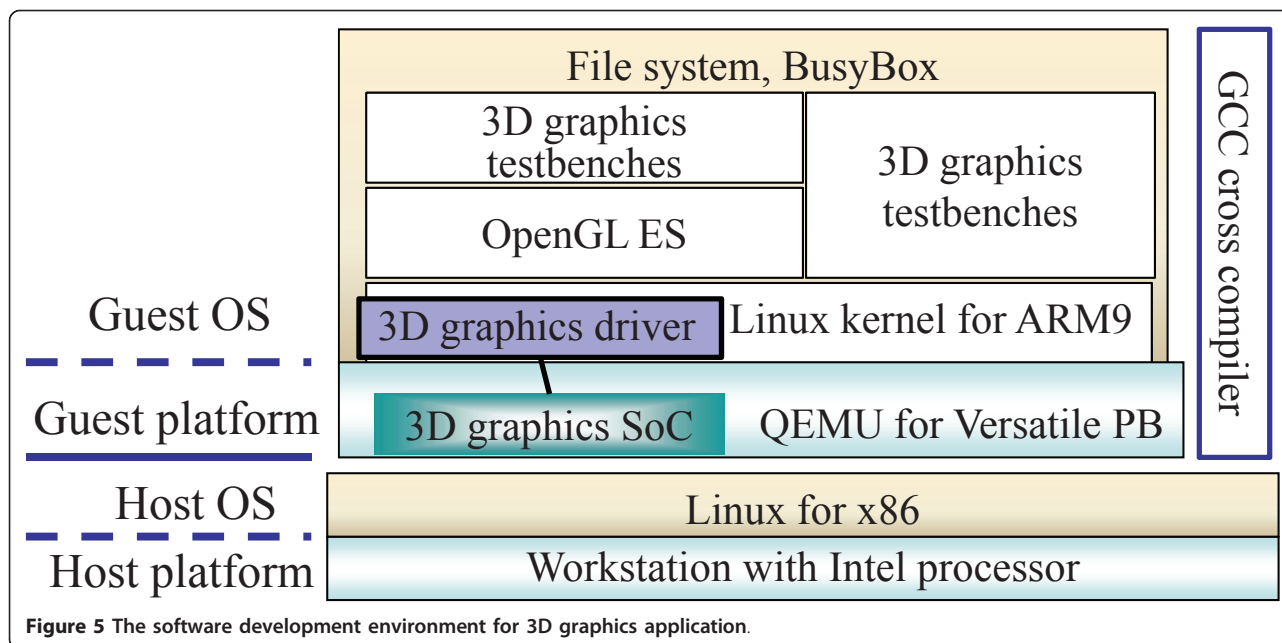 File system, BusyBox
3D graphics
testbenches
3D graphics
testbenches
OpenGL ES
Guest OS
3D graphics driver
Linux kernel for ARM9
Guest platform
3D graphics SoC
QEMU for Versatile PB
GCC cross compiler
Host OS
Linux for x86
Host platform
Workstation with Intel processor
Figure 5 The software development environment for 3D graphics application.